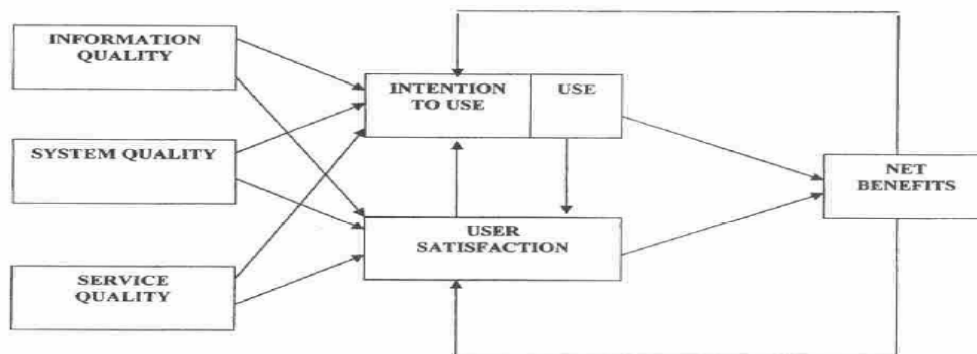 INFORMATION
QUALITY
INTENTION
TO USE
USE
SYSTEM QUALITY
NET
BENEFITS
USER
SATISFACTION
SERVICE
QUALITY